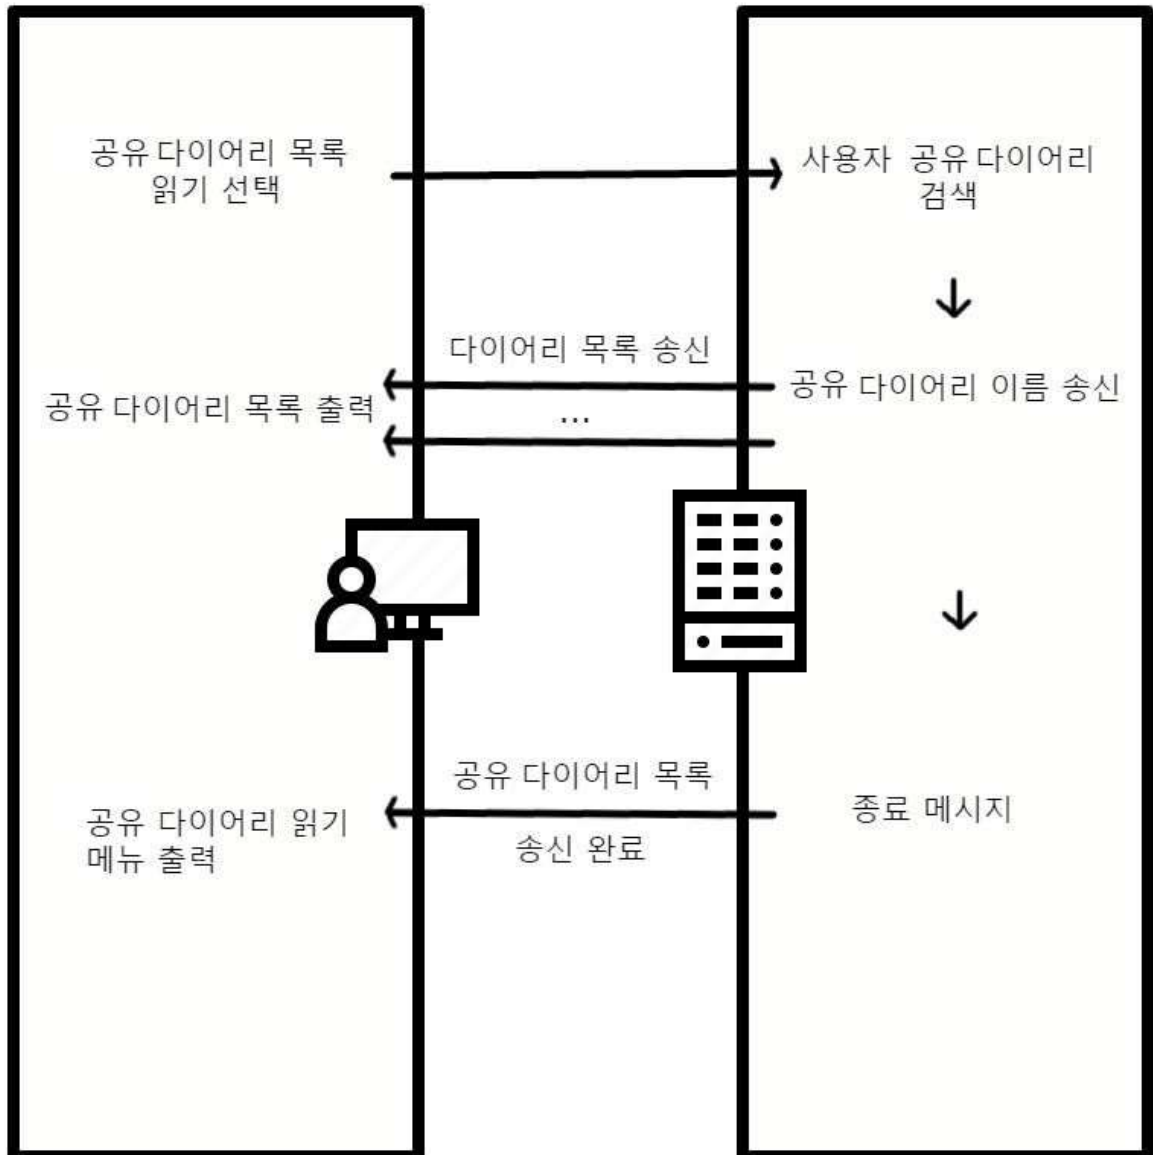 공유 다이어리 목록
읽기 선택
사용자 공유 다이어리
검색
다이어리 목록 송신
공유 다이어리 이름 송신
공유 다이어리 목록 출력
...
공유 다이어리 목록
송신 완료
종료 메시지
공유 다이어리 읽기
메뉴 출력